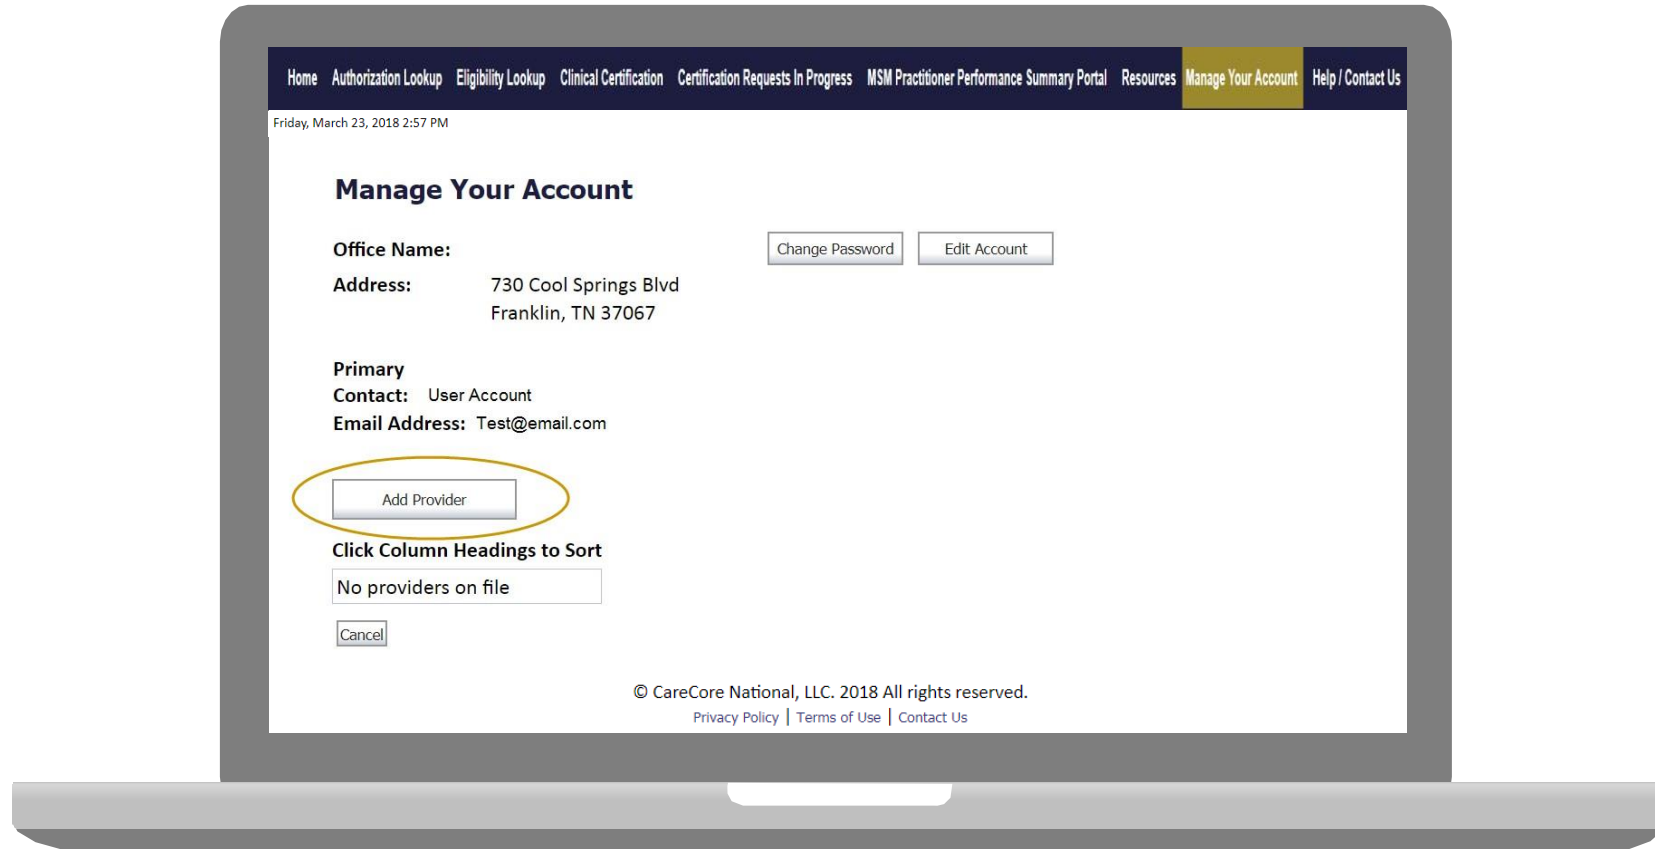 Home Authorization Lookup Eligibility Lookup Clinical Certification Certification Requests In Progress MSM Practitioner Performance Summary Portal Resources Manage Your Account Help / Contact Us
Friday, March 23, 2018 2:57 PM
Manage Your Account
Office Name: Change Password Edit Account
Address: 730 Cool Springs Blvd
Franklin, TN 37067
Primary
Contact: User Account
Email Address: Test@email.com
Add Provider
Click Column Headings to Sort
No providers on file
Cancel
© CareCore National, LLC. 2018 All rights reserved.
Privacy Policy | Terms of Use | Contact Us